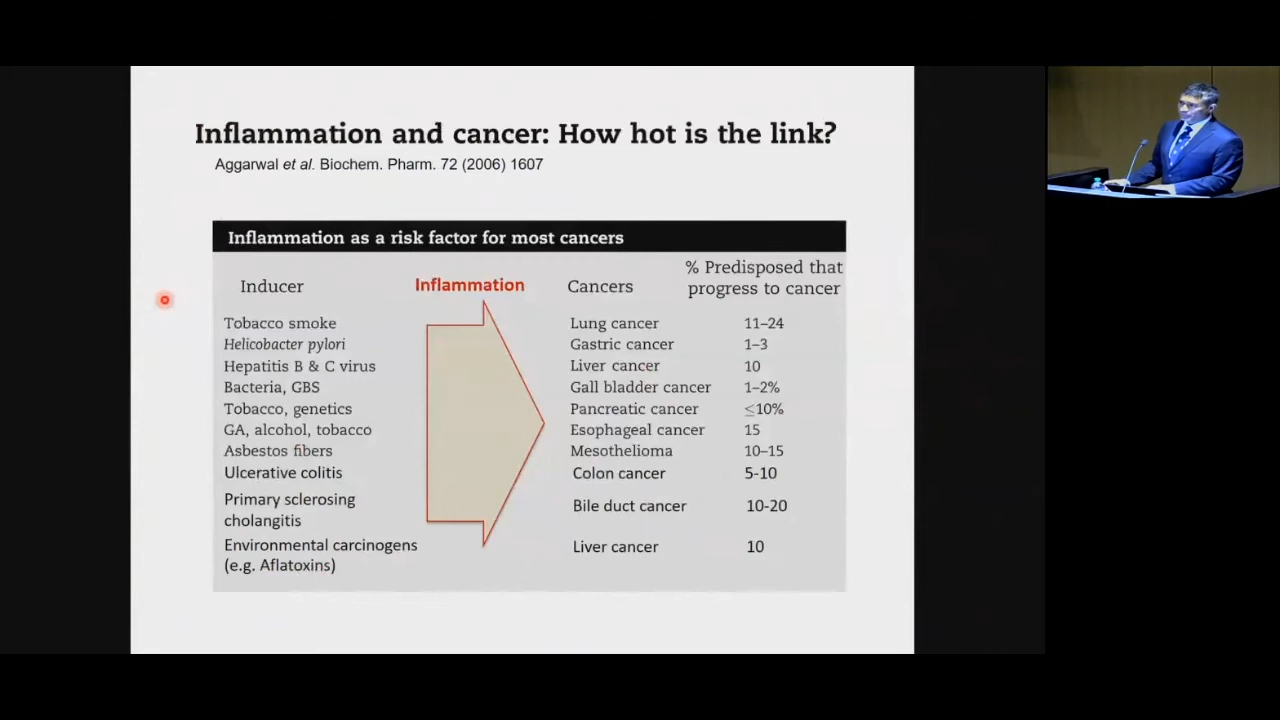 Inflammation and cancer: How hot is the link?
Aggarwal et al. Biochem. Pharm. 72 (2006) 1607
Inflammation as a risk factor for most cancers
Inducer Inflammation Cancers % Predisposed that progress to cancer
Tobacco smoke Lung cancer 11–24
Helicobacter pylori Gastric cancer 1–3
Hepatitis B & C virus Liver cancer 10
Bacteria, GBS Gall bladder cancer 1–2%
Tobacco, genetics Pancreatic cancer ≤10%
GA, alcohol, tobacco Esophageal cancer 15
Asbestos fibers Mesothelioma 10–15
Ulcerative colitis Colon cancer 5-10
Primary sclerosing cholangitis Bile duct cancer 10-20
Environmental carcinogens (e.g. Aflatoxins) Liver cancer 10